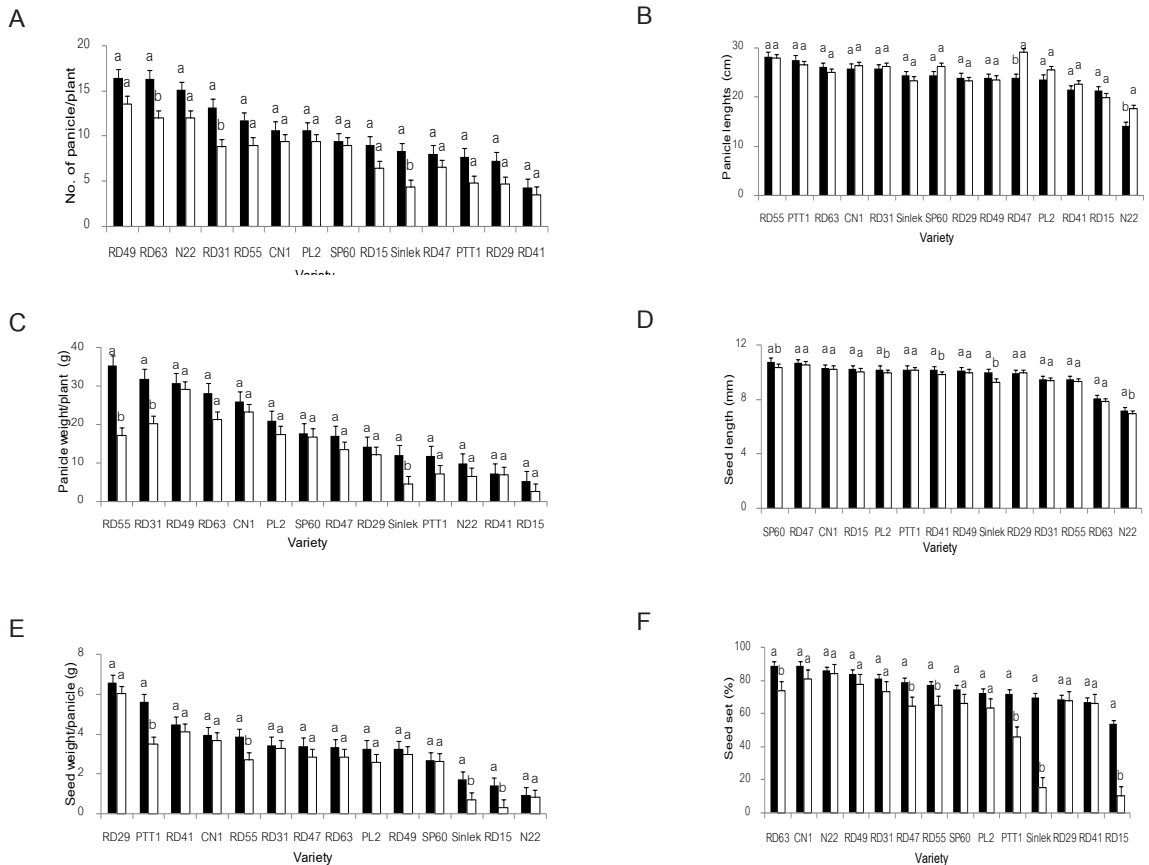 A
No. of panicle/plant
20
15
10
5
0
a a a a a a a a a a a a a a
a b a b a a a a a b a a a a
RD49 RD63 N22 RD31 RD55 CN1 PL2 SP60 RD15 Sinlek RD47 PTT1 RD29 RD41
Variety
B
Panicle lenghts (cm)
30
20
10
0
a a a a a a a a a a a a a a a a a a b a a a a a a a b a
RD55 PTT1 RD63 CN1 RD31 Sinlek SP60 RD29 RD49 RD47 PL2 RD41 RD15 N22
Variety
C
Panicle weight/plant (g)
40
30
20
10
0
a b a b a a a a a a a a a a a a a a a b a a a a a a a a
RD55 RD31 RD49 RD63 CN1 PL2 SP60 RD47 RD29 Sinlek PTT1 N22 RD41 RD15
Variety
D
Seed length (mm)
12
8
4
0
a b a a a a a a a b a a a b a a a b a a a a a a a a a b
SP60 RD47 CN1 RD15 PL2 PTT1 RD41 RD49 Sinlek RD29 RD31 RD55 RD63 N22
Variety
E
Seed weight/panicle (g)
8
6
4
2
0
a a a b a a a a a b a a a a a a a a a a a a a b a b a a
RD29 PTT1 RD41 CN1 RD55 RD31 RD47 RD63 PL2 RD49 SP60 Sinlek RD15 N22
Variety
F
Seed set (%)
100
80
60
40
20
0
a b a a a a a a a a a b a b a a a a a b a b a a a a a b
RD63 CN1 N22 RD49 RD31 RD47 RD55 SP60 PL2 PTT1 Sinlek RD29 RD41 RD15
Variety